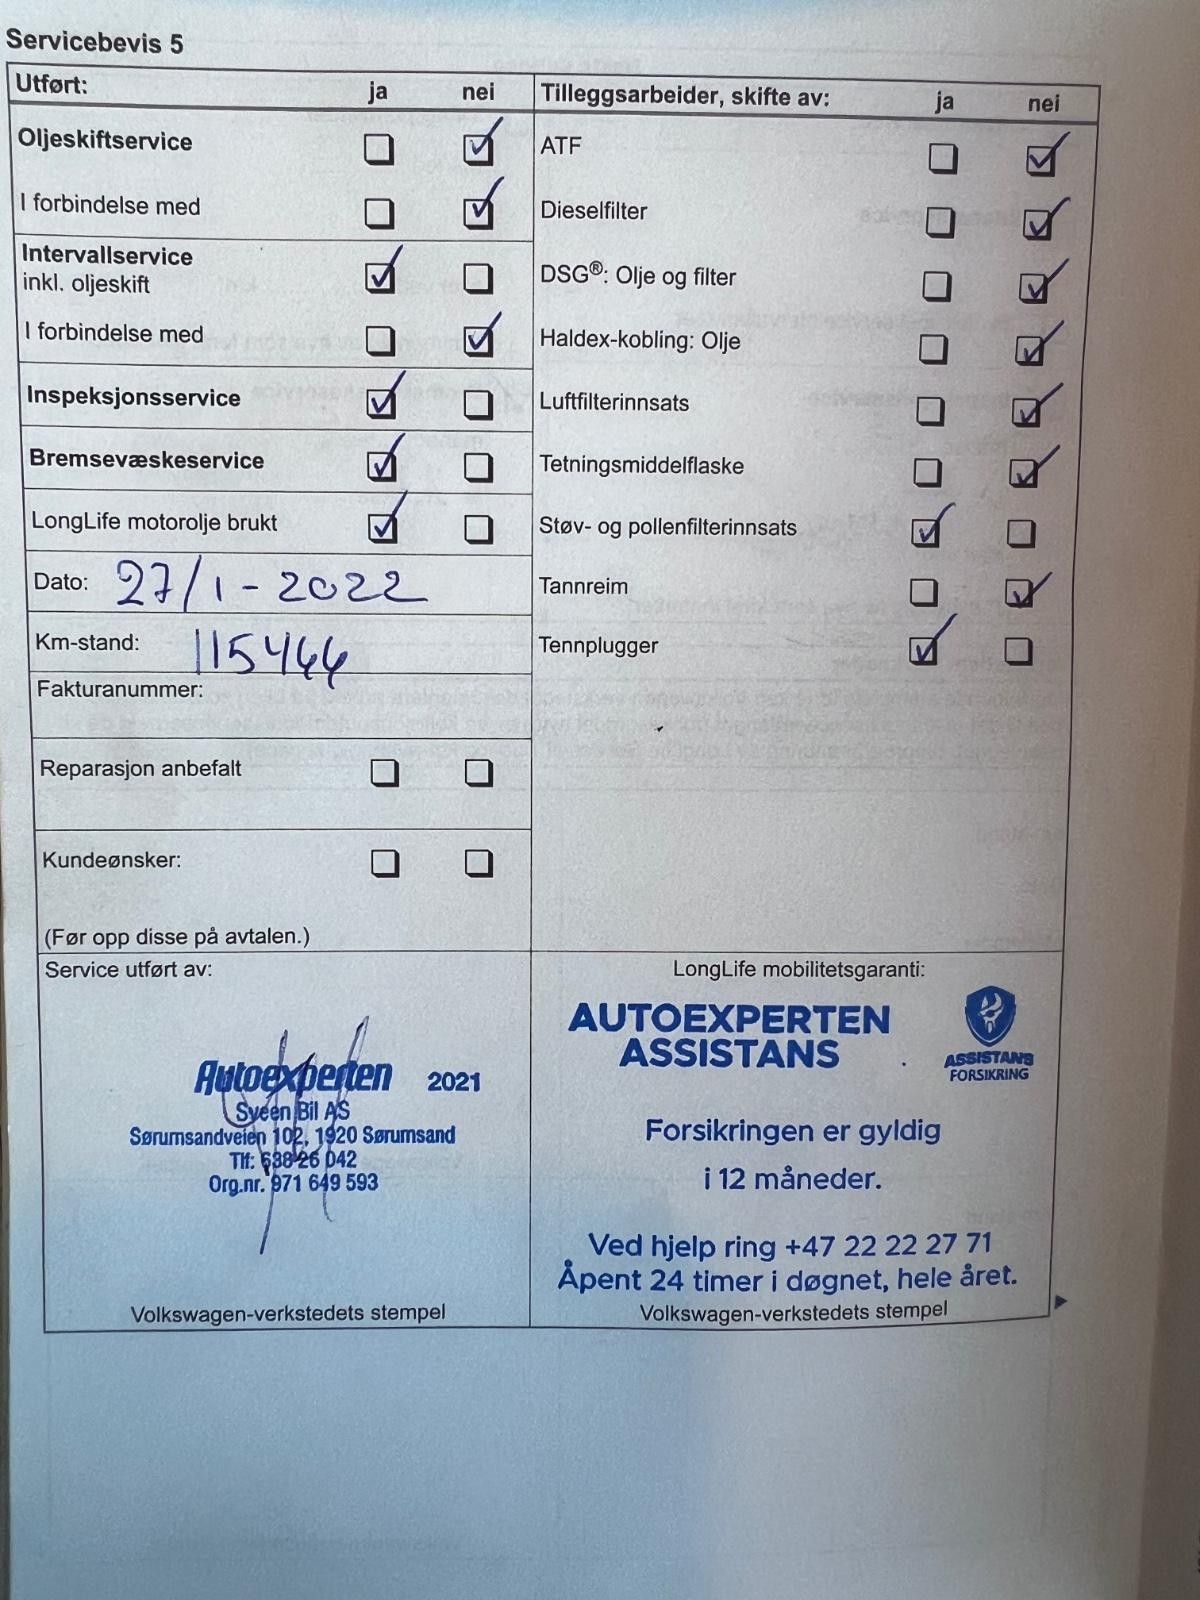 Servicebevis 5
Utført: ja nei
Oljeskiftservice
I forbindelse med
Intervallservice
inkl. oljeskift
I forbindelse med
Inspeksjonsservice
Bremsevæskeservice
LongLife motorolje brukt
Dato: 27/1-2022
Km-stand: 115444
Fakturanummer:
Reparasjon anbefalt
Kundeønsker:
(Før opp disse på avtalen.)
Tilleggsarbeider, skifte av: ja nei
ATF
Dieselfilter
DSG®: Olje og filter
Haldex-kobling: Olje
Luftfilterinnsats
Tetningsmiddelflaske
Støv- og pollenfilterinnsats
Tannreim
Tennplugger
Service utført av:
Autoexperten 2021
Syeen Bil AS
Sørumsandveien 102, 1920 Sørumsand
Tlf: 638 26 042
Org.nr. 971 649 593
Volkswagen-verkstedets stempel
LongLife mobilitetsgaranti:
AUTOEXPERTEN
ASSISTANS
ASSISTANS
FORSIKRING
Forsikringen er gyldig
i 12 måneder.
Ved hjelp ring +47 22 22 27 71
Åpent 24 timer i døgnet, hele året.
Volkswagen-verkstedets stempel